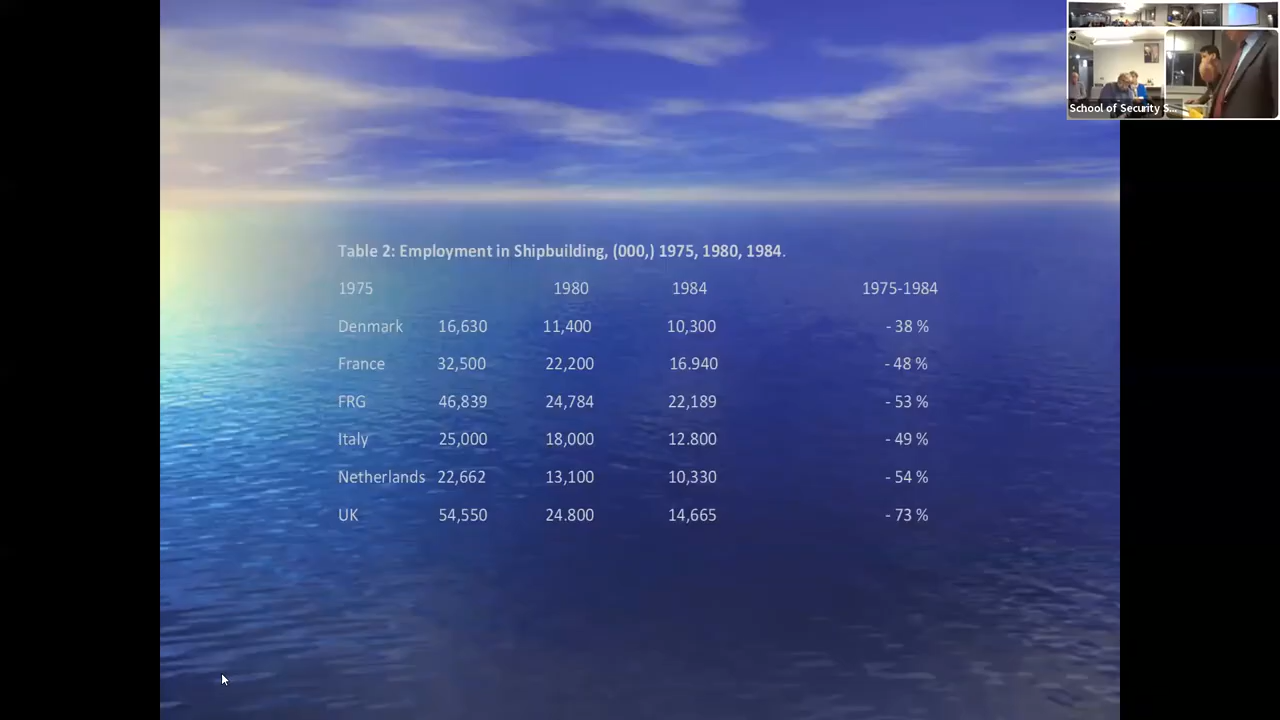 School of Security S...
Table 2: Employment in Shipbuilding, (000,) 1975, 1980, 1984.
1975 1980 1984 1975-1984
Denmark 16,630 11,400 10,300 - 38 %
France 32,500 22,200 16.940 - 48 %
FRG 46,839 24,784 22,189 - 53 %
Italy 25,000 18,000 12.800 - 49 %
Netherlands 22,662 13,100 10,330 - 54 %
UK 54,550 24.800 14,665 - 73 %